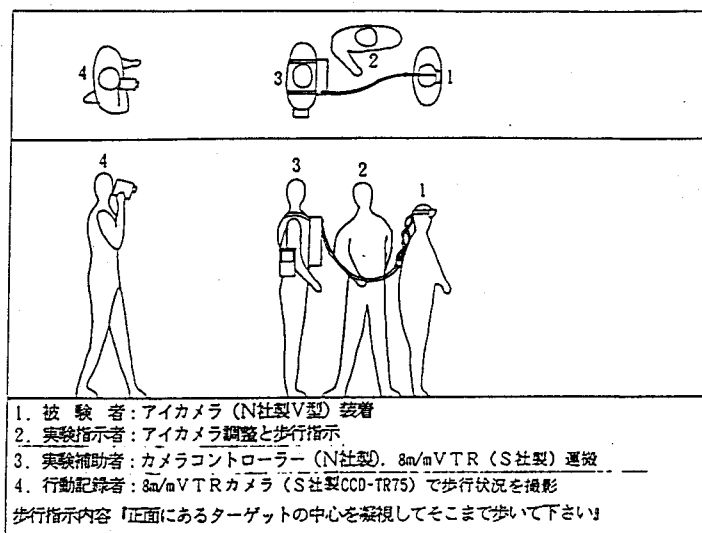 4
3
2
1
4
3
2
1
1. 被 験 者：アイカメラ（N社製V型）装着
2. 実験指示者：アイカメラ調整と歩行指示
3. 実験補助者：カメラコントローラー（N社製）. 8m/mVTR（S社製）運搬
4. 行動記録者：8m/mVTRカメラ（S社製CCD-TR75）で歩行状況を撮影
歩行指示内容『正面にあるターゲットの中心を凝視してそこまで歩いて下さい』